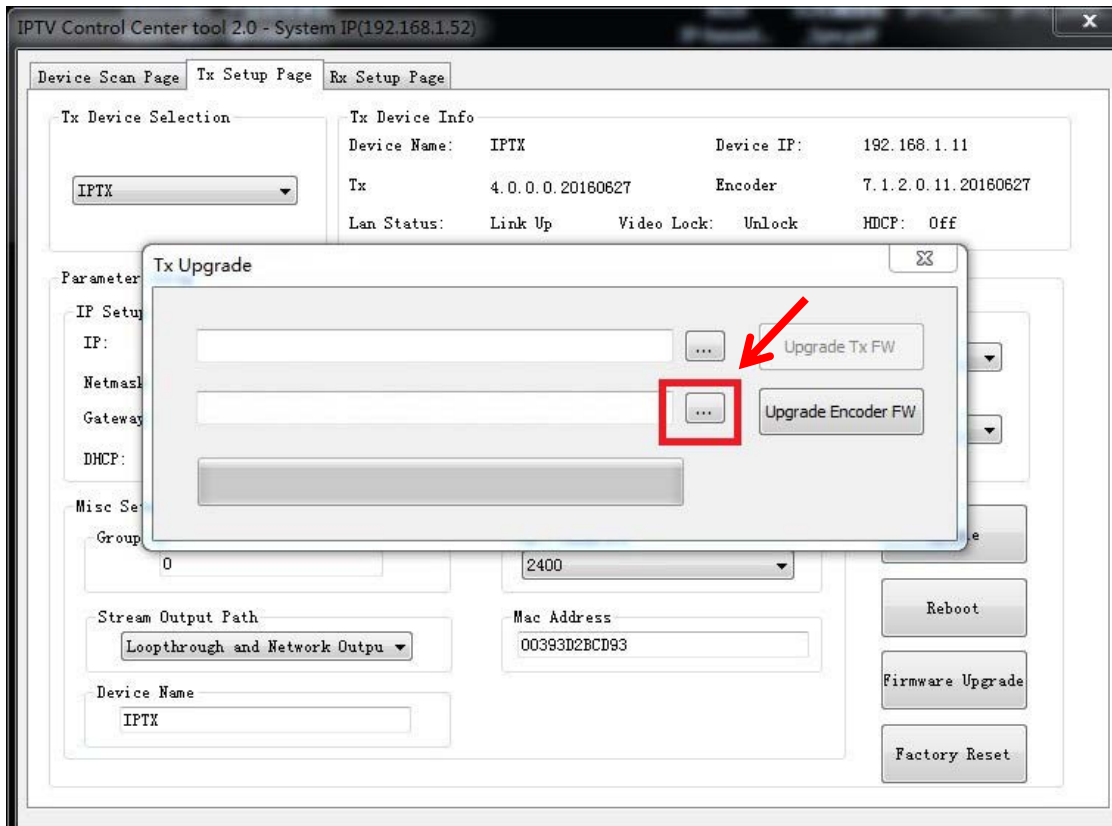 IPTV Control Center tool 2.0 - System IP(192.168.1.52)
x
Device Scan Page Tx Setup Page Rx Setup Page
Tx Device Selection
IPTX
Tx Device Info
Device Name: IPTX Device IP: 192.168.1.11
Tx 4.0.0.0.20160627 Encoder 7.1.2.0.11.20160627
Lan Status: Link Up Video Lock: Unlock HDCP: Off
Parameter
IP Setu
IP:
Netmas
Gateway
DHCP:
Tx Upgrade
... Upgrade Tx FW
... Upgrade Encoder FW
Misc Se
Group
0
2400
Stream Output Path
Loopthrough and Network Outpu
Mac Address
00393D2BCD93
Device Name
IPTX
Reboot
Firmware Upgrade
Factory Reset